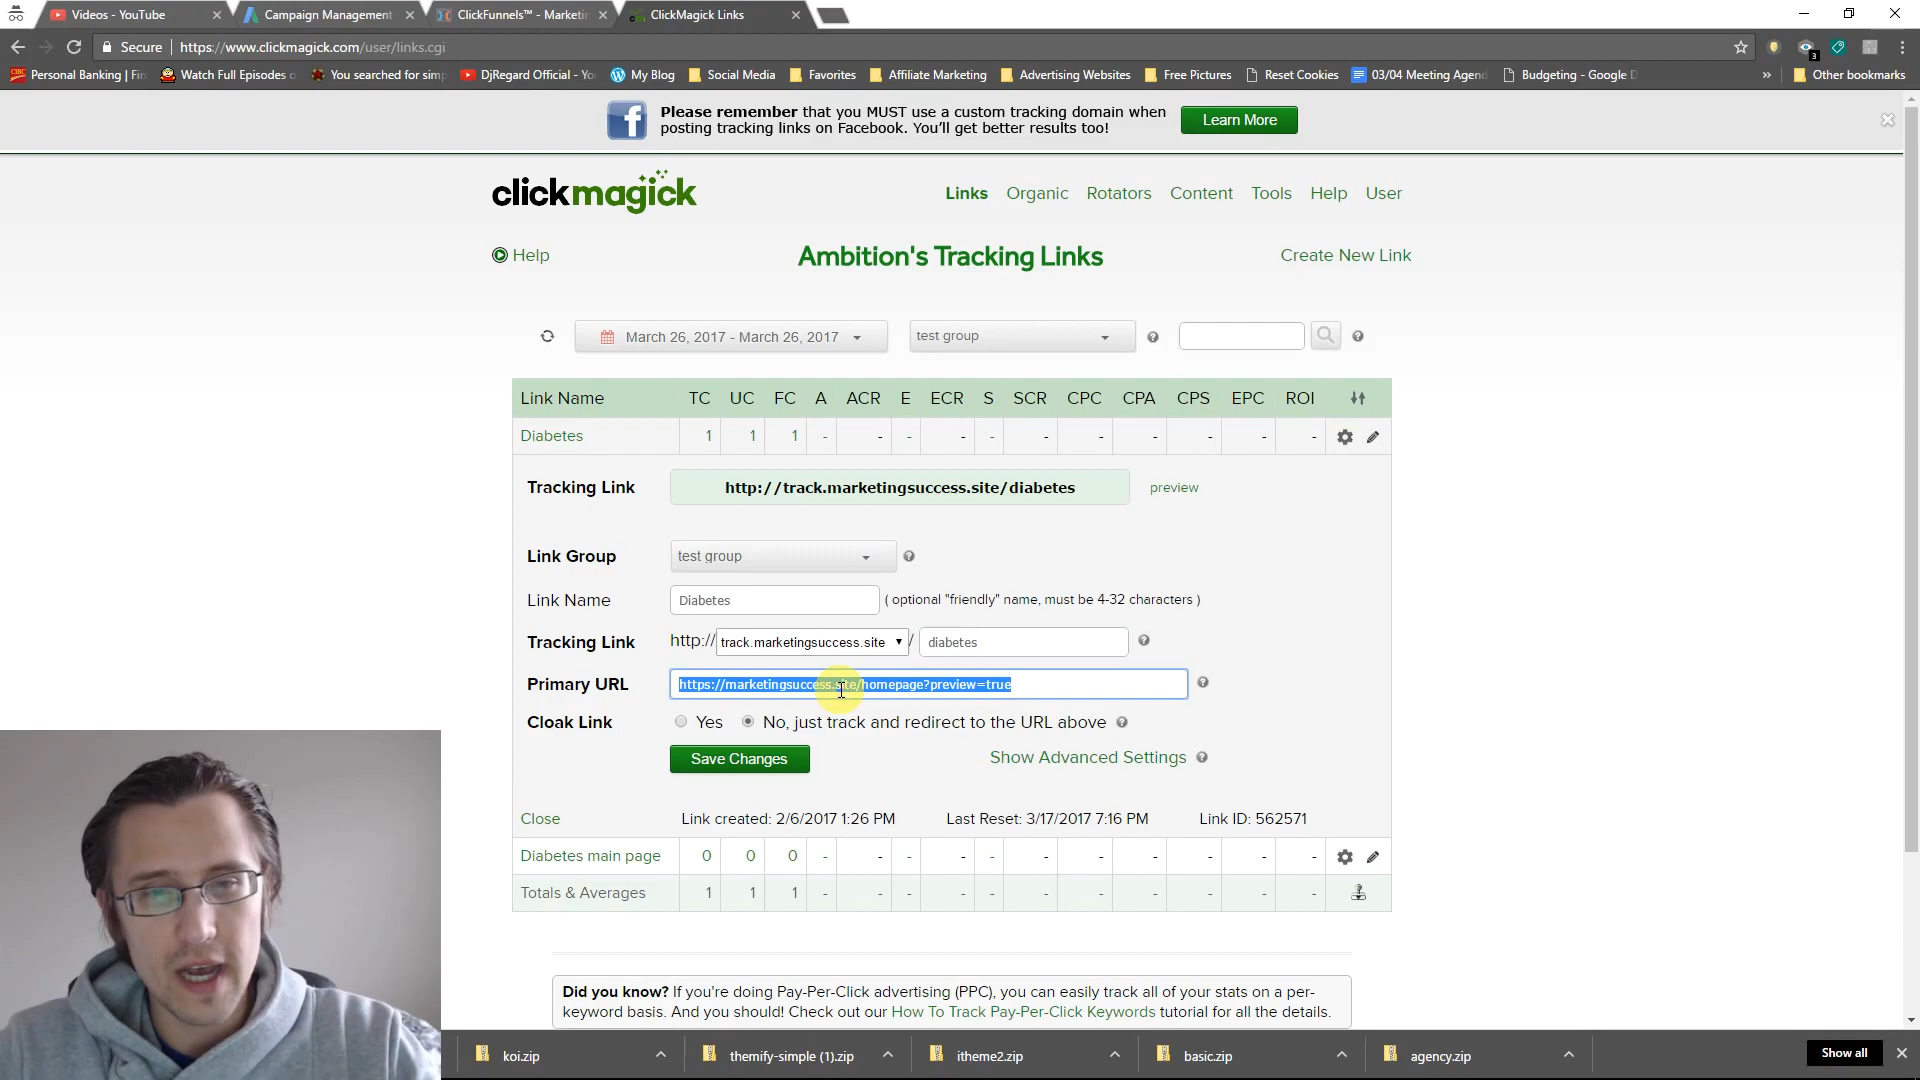 Videos - YouTube
Campaign Management
ClickFunnels™ - Marketin
ClickMagick Links
Secure
https://www.clickmagick.com/user/links.cgi
Personal Banking | Fin
Watch Full Episodes o
You searched for sim
DjRegard Official - Yo
My Blog
Social Media
Favorites
Affiliate Marketing
Advertising Websites
Free Pictures
Reset Cookies
03/04 Meeting Agend
Budgeting - Google D
»
Other bookmarks
Please remember that you MUST use a custom tracking domain when
posting tracking links on Facebook. You'll get better results too!
Learn More
clickmagick
Links Organic Rotators Content Tools Help User
Help
Ambition's Tracking Links
Create New Link
March 26, 2017 - March 26, 2017
test group
Link Name TC UC FC A ACR E ECR S SCR CPC CPA CPS EPC ROI
Diabetes 1 1 1 - - - - - - - - - - -
Tracking Link http://track.marketingsuccess.site/diabetes preview
Link Group test group
Link Name Diabetes ( optional "friendly" name, must be 4-32 characters )
Tracking Link http:// track.marketingsuccess.site / diabetes
Primary URL https://marketingsuccess.site/homepage?preview=true
Cloak Link Yes No, just track and redirect to the URL above
Save Changes Show Advanced Settings
Close Link created: 2/6/2017 1:26 PM Last Reset: 3/17/2017 7:16 PM Link ID: 562571
Diabetes main page 0 0 0 - - - - - - - - - - -
Totals & Averages 1 1 1 - - - - - - - - - - -
Did you know? If you're doing Pay-Per-Click advertising (PPC), you can easily track all of your stats on a per-
keyword basis. And you should! Check out our How To Track Pay-Per-Click Keywords tutorial for all the details.
koi.zip
themify-simple (1).zip
itheme2.zip
basic.zip
agency.zip
Show all